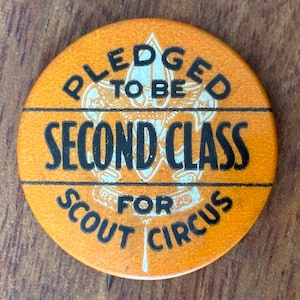 PLEDGED
TO BE
SECOND CLASS
FOR
SCOUT CIRCUS